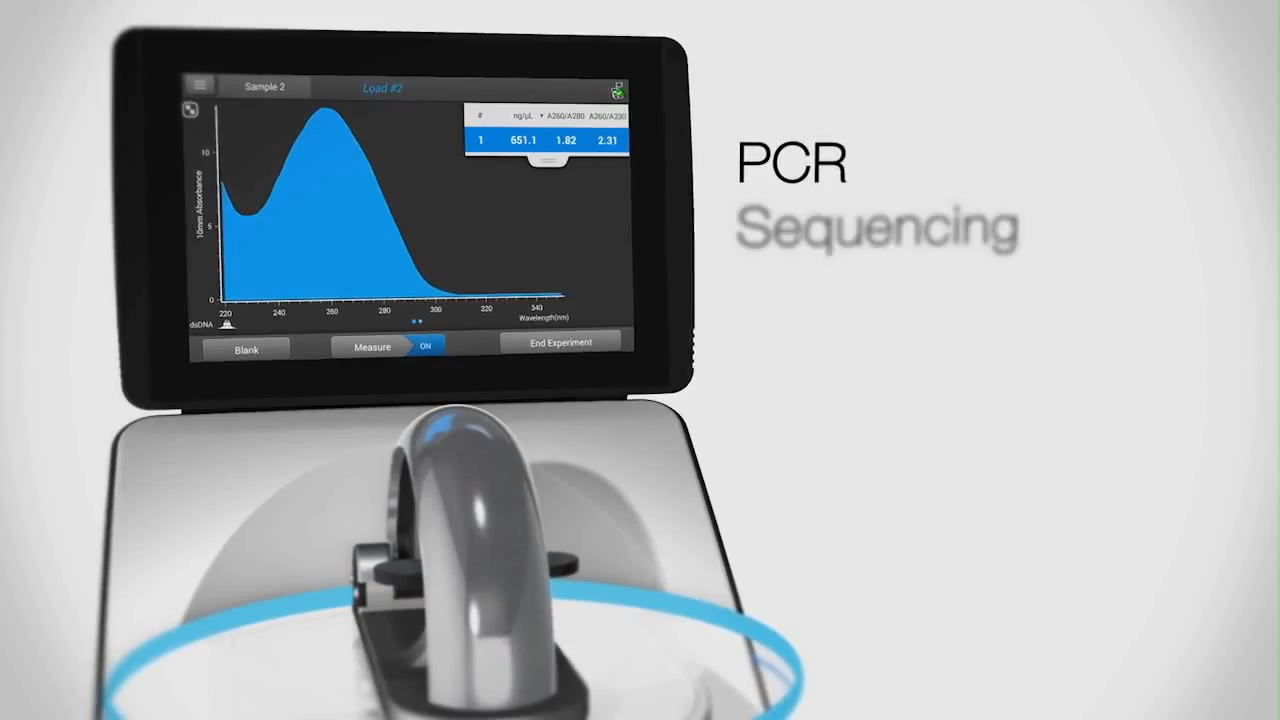 Sample 2
Load #2
# ng/µL A260/A280 A260/A230
1 651.1 1.82 2.31
10mm Absorbance
10
5
0
220 240 260 280 300 320 340
Wavelength(nm)
dsDNA
Blank
Measure ON
End Experiment
PCR
Sequencing